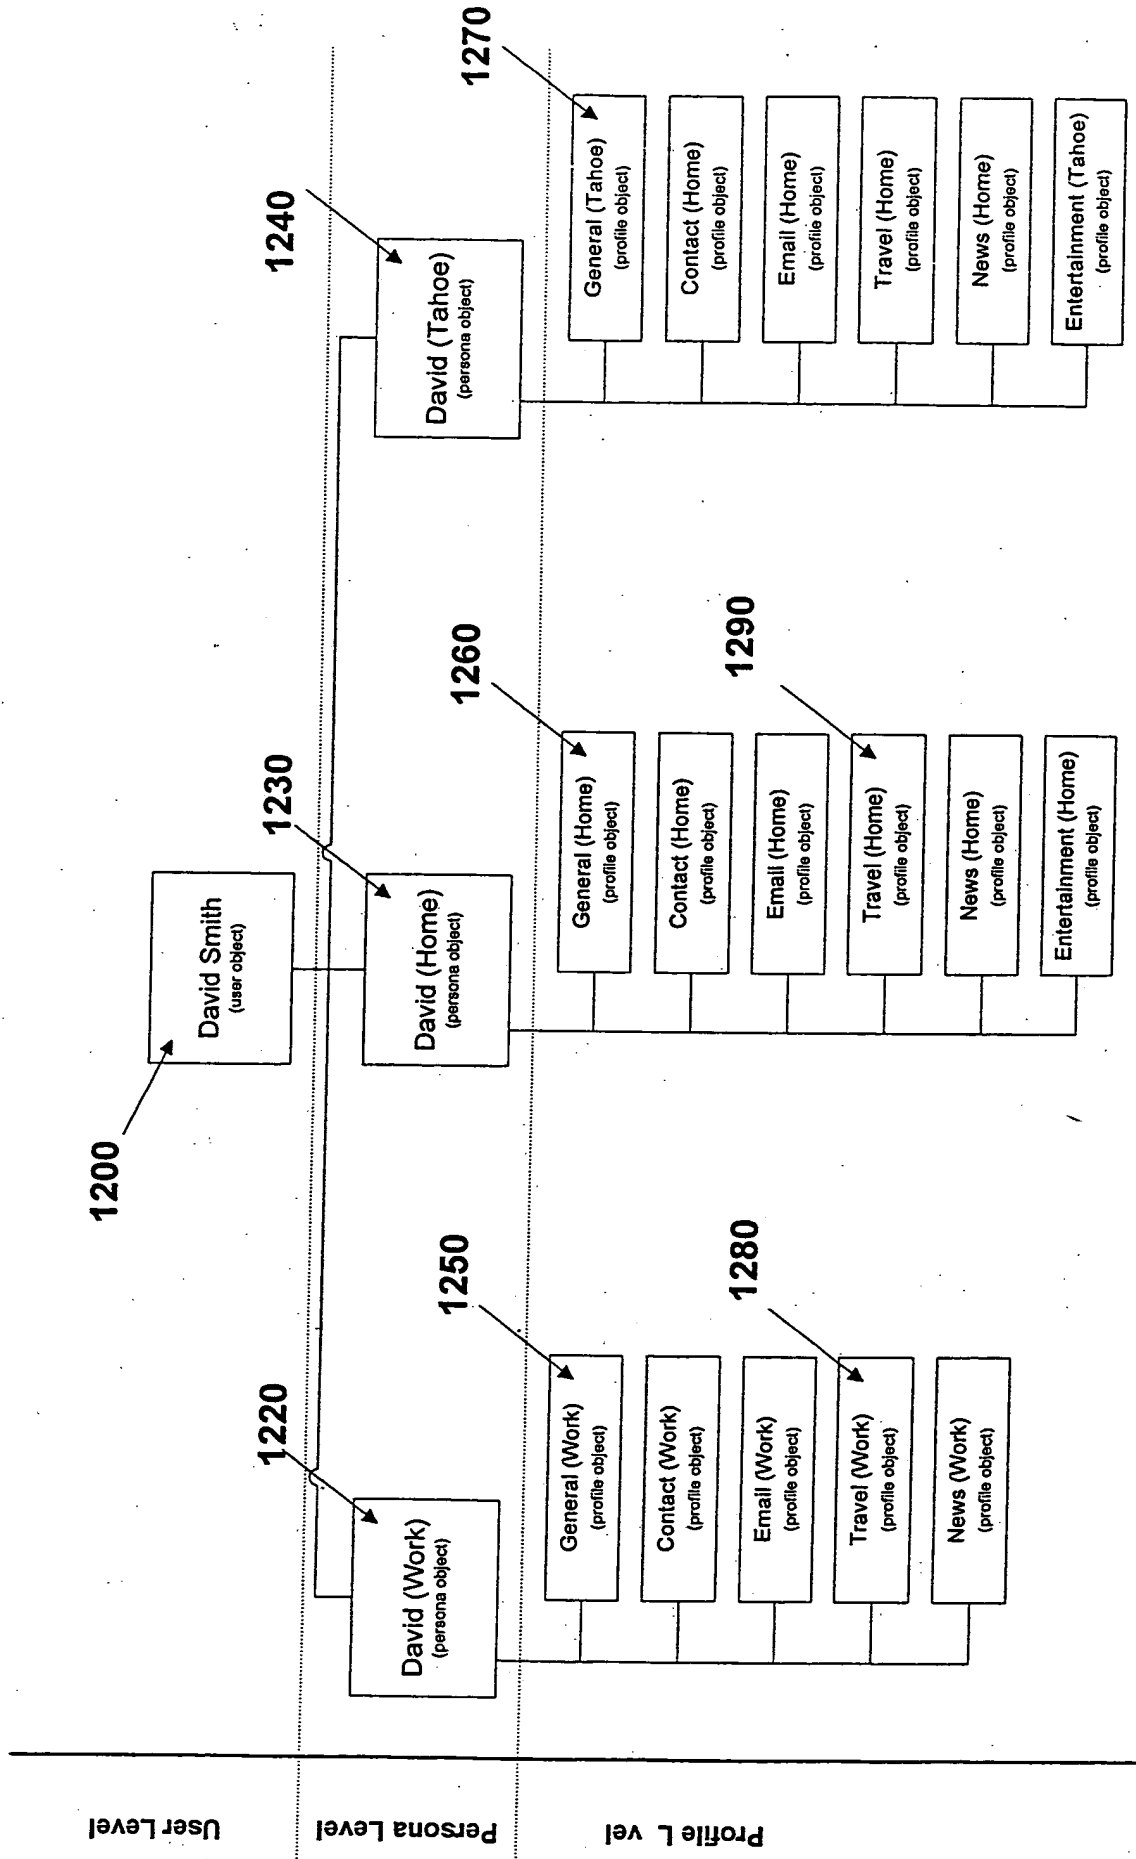 User Level
Persona Level
Profile L vel
1200
David Smith
(user object)
1220
1230
1240
David (Work)
(persona object)
David (Home)
(persona object)
David (Tahoe)
(persona object)
1250
General (Work)
(profile object)
Contact (Work)
(profile object)
Email (Work)
(profile object)
1280
Travel (Work)
(profile object)
News (Work)
(profile object)
1260
General (Home)
(profile object)
Contact (Home)
(profile object)
Email (Home)
(profile object)
1290
Travel (Home)
(profile object)
News (Home)
(profile object)
Entertainment (Home)
(profile object)
1270
General (Tahoe)
(profile object)
Contact (Home)
(profile object)
Email (Home)
(profile object)
Travel (Home)
(profile object)
News (Home)
(profile object)
Entertainment (Tahoe)
(profile object)